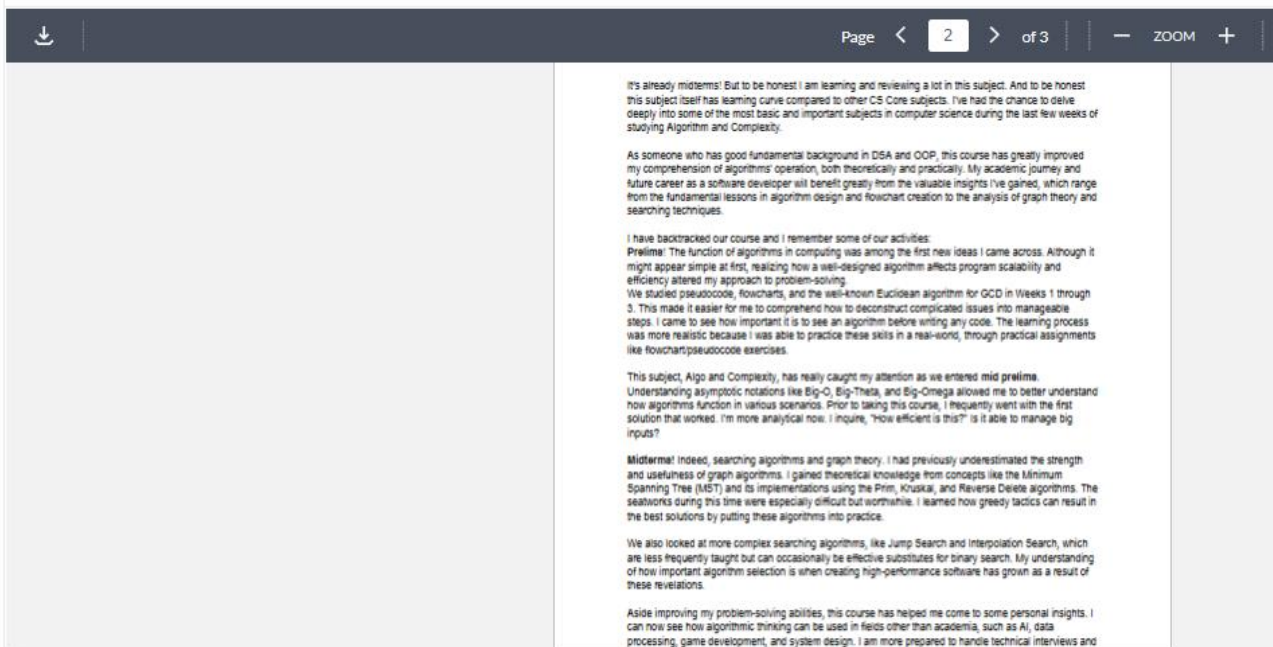 Page 2 of 3 ZOOM
It's already midterms! But to be honest I am learning and reviewing a lot in this subject. And to be honest
this subject itself has learning curve compared to other CS Core subjects. I've had the chance to delve
deeply into some of the most basic and important subjects in computer science during the last few weeks of
studying Algorithm and Complexity.
As someone who has good fundamental background in DSA and OOP, this course has greatly improved
my comprehension of algorithms' operation, both theoretically and practically. My academic journey and
future career as a software developer will benefit greatly from the valuable insights I've gained, which range
from the fundamental lessons in algorithm design and flowchart creation to the analysis of graph theory and
searching techniques.
I have backtracked our course and I remember some of our activities:
Prelims! The function of algorithms in computing was among the first new ideas I came across. Although it
might appear simple at first, realizing how a well-designed algorithm affects program scalability and
efficiency altered my approach to problem-solving.
We studied pseudocode, flowcharts, and the well-known Euclidean algorithm for GCD in Weeks 1 through
3. This made it easier for me to comprehend how to deconstruct complicated issues into manageable
steps. I came to see how important it is to see an algorithm before writing any code. The learning process
was more realistic because I was able to practice these skills in a real-world, through practical assignments
like flowchart/pseudocode exercises.
This subject, Algo and Complexity, has really caught my attention as we entered mid prelims.
Understanding asymptotic notations like Big-O, Big-Theta, and Big-Omega allowed me to better understand
how algorithms function in various scenarios. Prior to taking this course, I frequently went with the first
solution that worked. I'm more analytical now. I inquire, "How efficient is this?" Is it able to manage big
inputs?
Midterms! Indeed, searching algorithms and graph theory. I had previously underestimated the strength
and usefulness of graph algorithms. I gained theoretical knowledge from concepts like the Minimum
Spanning Tree (MST) and its implementations using the Prim, Kruskal, and Reverse Delete algorithms. The
seatworks during this time were especially difficult but worthwhile. I learned how greedy tactics can result in
the best solutions by putting these algorithms into practice.
We also looked at more complex searching algorithms, like Jump Search and Interpolation Search, which
are less frequently taught but can occasionally be effective substitutes for binary search. My understanding
of how important algorithm selection is when creating high-performance software has grown as a result of
these revelations.
Aside improving my problem-solving abilities, this course has helped me come to some personal insights. I
can now see how algorithmic thinking can be used in fields other than academia, such as AI, data
processing, game development, and system design. I am more prepared to handle technical interviews and